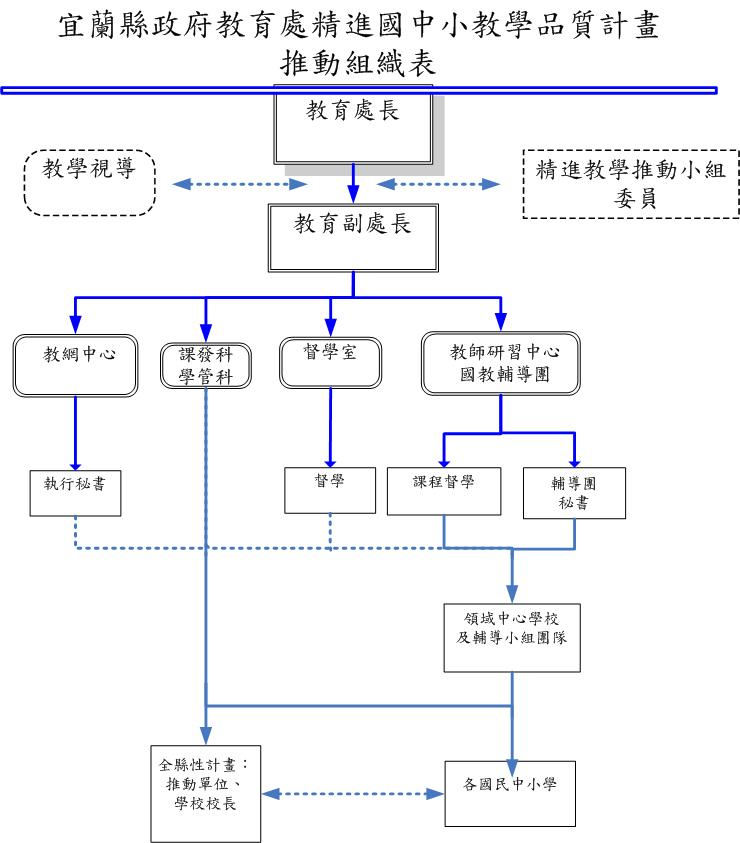 宜蘭縣政府教育處精進國中小教學品質計畫
推動組織表
教育處長
教學視導
精進教學推動小組
委員
教育副處長
教網中心
課發科
學管科
督學室
教師研習中心
國教輔導團
執行秘書
督學
課程督學
輔導團
秘書
領域中心學校
及輔導小組團隊
全縣性計畫：
推動單位、
學校校長
各國民中小學